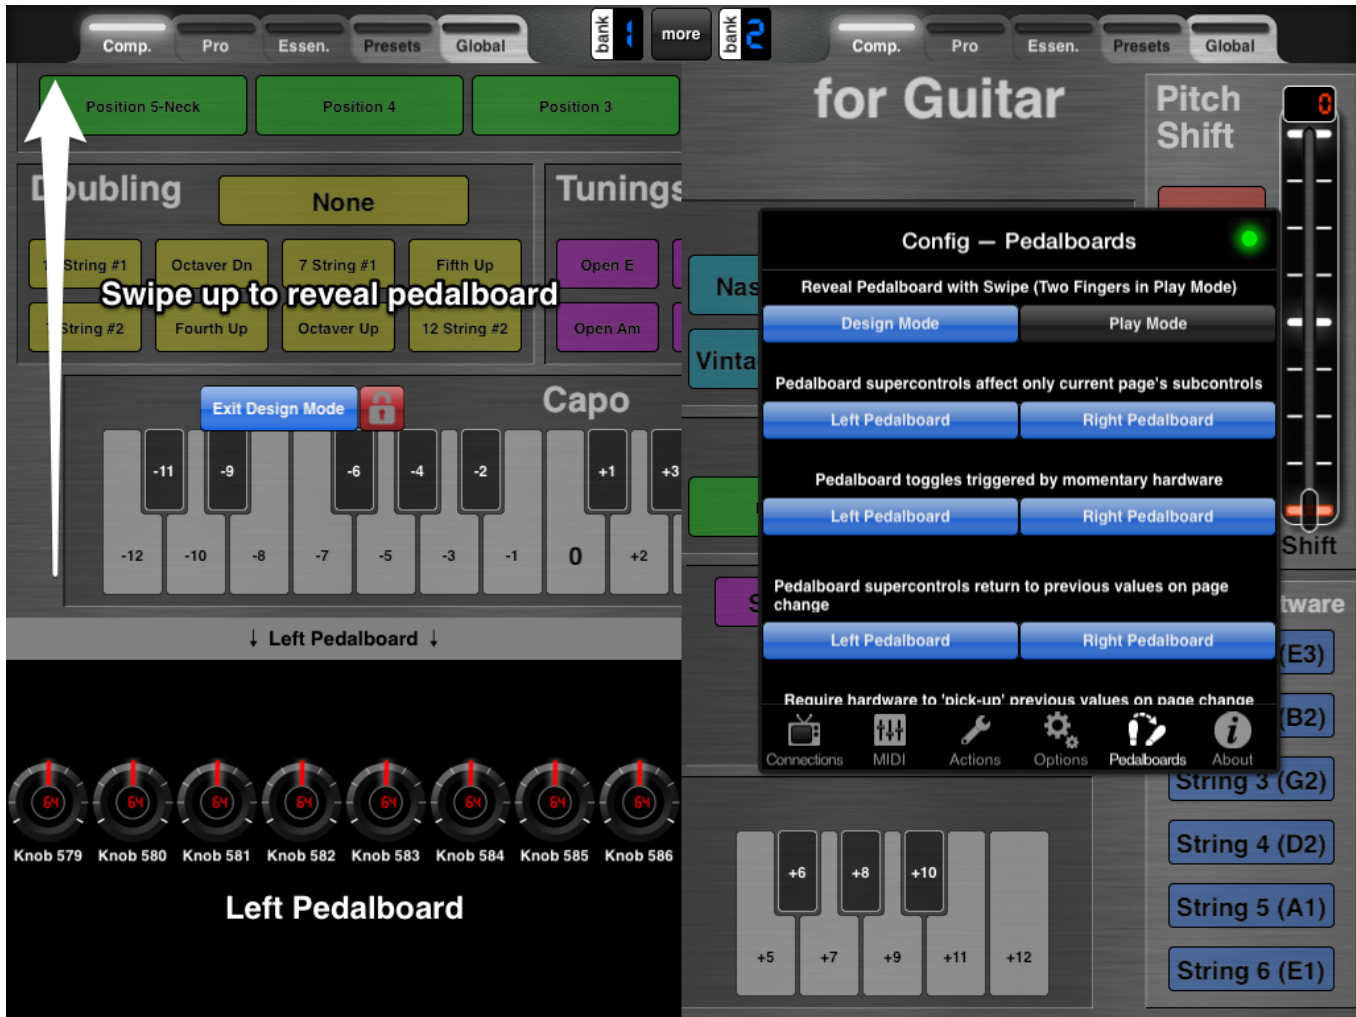 Comp.
Pro
Essen.
Presets
Global
bank
1
more
bank
2
Comp.
Pro
Essen.
Presets
Global
Position 5-Neck
Position 4
Position 3
Doubling
None
Tunings
String #1
Octaver Dn
7 String #1
Fifth Up
Open E
Swipe up to reveal pedalboard
String #2
Fourth Up
Octaver Up
12 String #2
Open Am
Exit Design Mode
Capo
-11
-9
-6
-4
-2
+1
+3
-12
-10
-8
-7
-5
-3
-1
0
+2
↓ Left Pedalboard ↓
64
64
64
64
64
64
64
64
Knob 579
Knob 580
Knob 581
Knob 582
Knob 583
Knob 584
Knob 585
Knob 586
Left Pedalboard
for Guitar
Pitch
Shift
0
Nas
Vinta
S
Config — Pedalboards
Reveal Pedalboard with Swipe (Two Fingers in Play Mode)
Design Mode
Play Mode
Pedalboard supercontrols affect only current page's subcontrols
Left Pedalboard
Right Pedalboard
Pedalboard toggles triggered by momentary hardware
Left Pedalboard
Right Pedalboard
Pedalboard supercontrols return to previous values on page
change
Left Pedalboard
Right Pedalboard
Require hardware to 'pick-up' previous values on page change
Connections
MIDI
Actions
Options
Pedalboards
About
Shift
tware
(E3)
(B2)
String 3 (G2)
String 4 (D2)
String 5 (A1)
String 6 (E1)
+6
+8
+10
+5
+7
+9
+11
+12